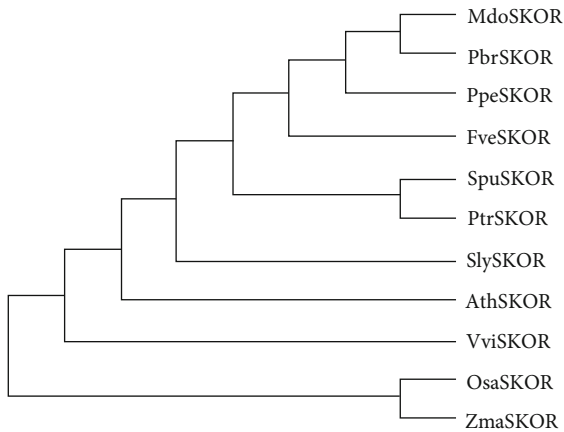 MdoSKOR
PbrSKOR
PpeSKOR
FveSKOR
SpuSKOR
PtrSKOR
SlySKOR
AthSKOR
VviSKOR
OsaSKOR
ZmaSKOR